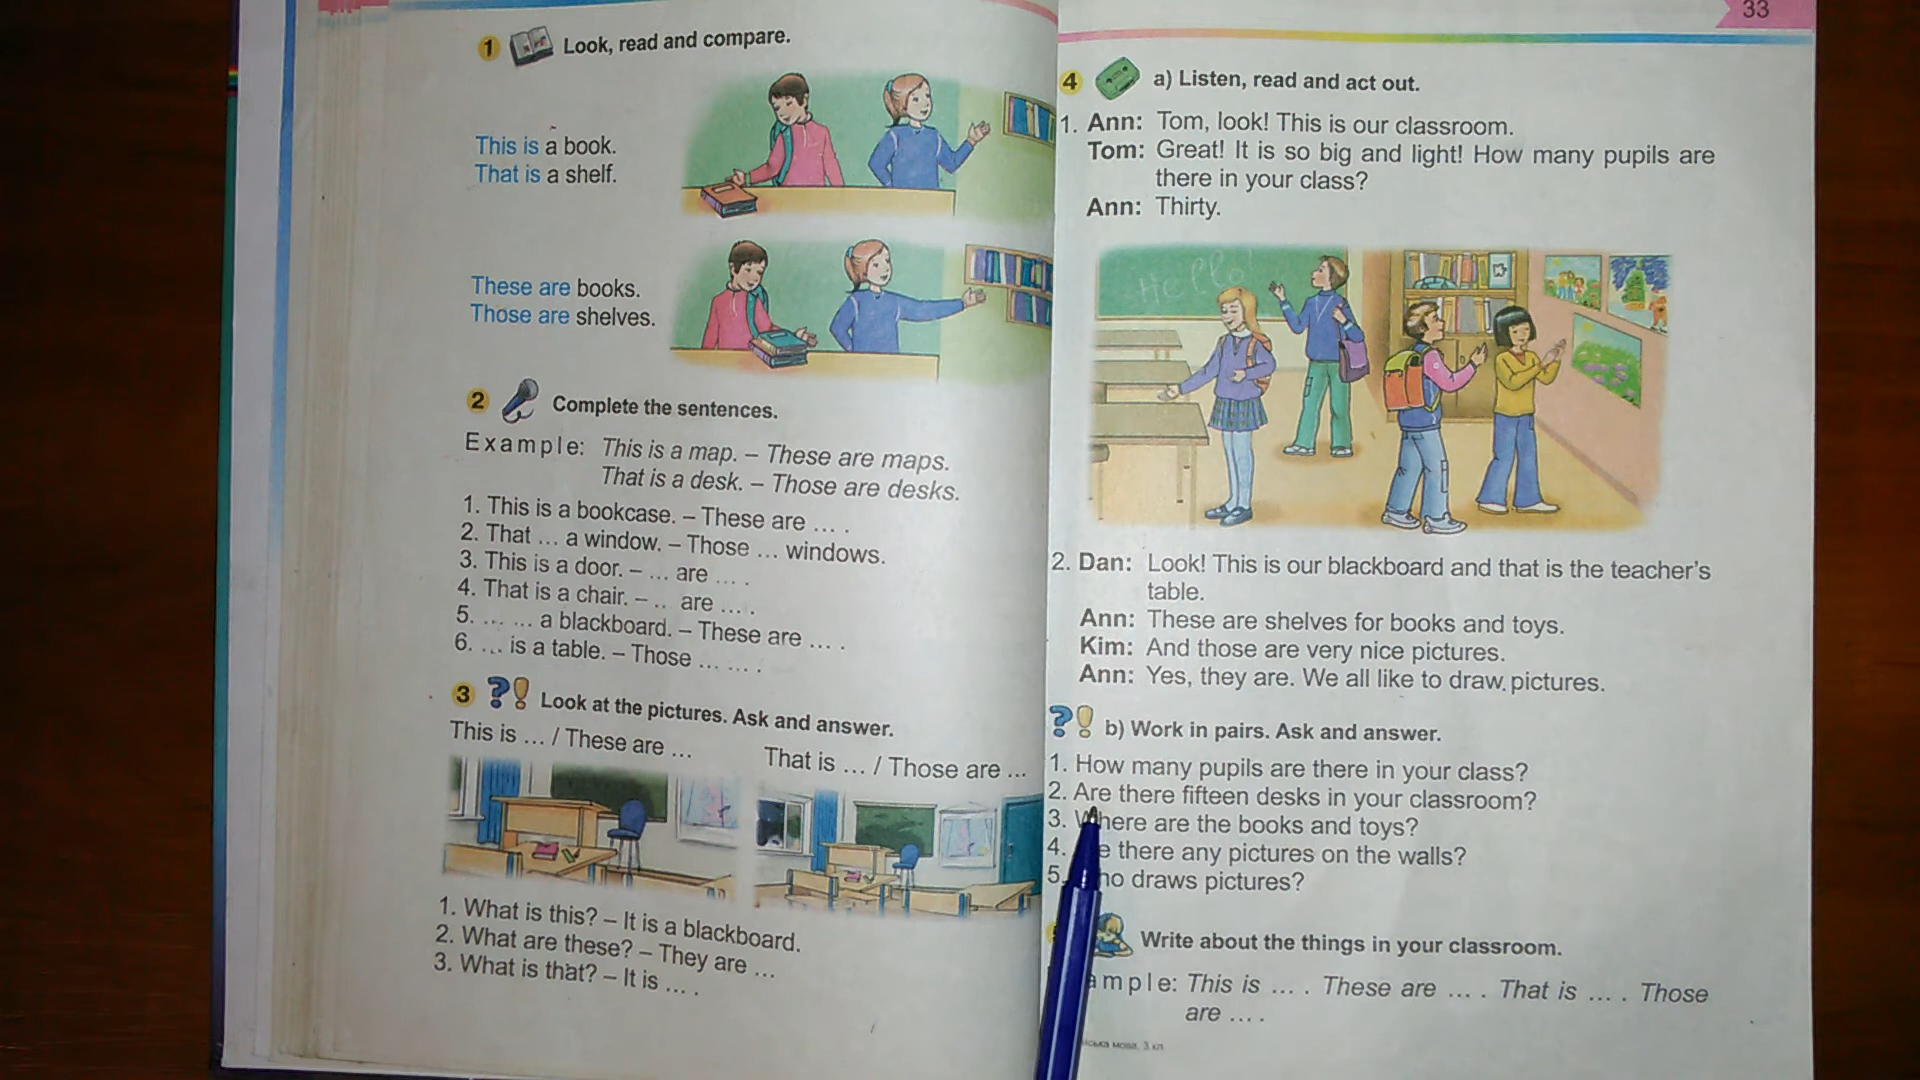 1 Look, read and compare.
This is a book.
That is a shelf.
These are books.
Those are shelves.
2 Complete the sentences.
Example: This is a map. – These are maps.
That is a desk. – Those are desks.
1. This is a bookcase. – These are ... .
2. That ... a window. – Those ... windows.
3. This is a door. – ... are ... .
4. That is a chair. – .. are ... .
5. ... ... a blackboard. – These are ... .
6. ... is a table. – Those ... ... .
3 ?! Look at the pictures. Ask and answer.
This is ... / These are ...
That is ... / Those are ...
1. What is this? – It is a blackboard.
2. What are these? – They are ...
3. What is that? – It is ... .
33
4 a) Listen, read and act out.
1. Ann: Tom, look! This is our classroom.
Tom: Great! It is so big and light! How many pupils are
there in your class?
Ann: Thirty.
Hello!
2. Dan: Look! This is our blackboard and that is the teacher's
table.
Ann: These are shelves for books and toys.
Kim: And those are very nice pictures.
Ann: Yes, they are. We all like to draw pictures.
?! b) Work in pairs. Ask and answer.
1. How many pupils are there in your class?
2. Are there fifteen desks in your classroom?
3. Where are the books and toys?
4. e there any pictures on the walls?
5. ho draws pictures?
Write about the things in your classroom.
ample: This is ... . These are ... . That is ... . Those
are ... .
мова, 3 кл